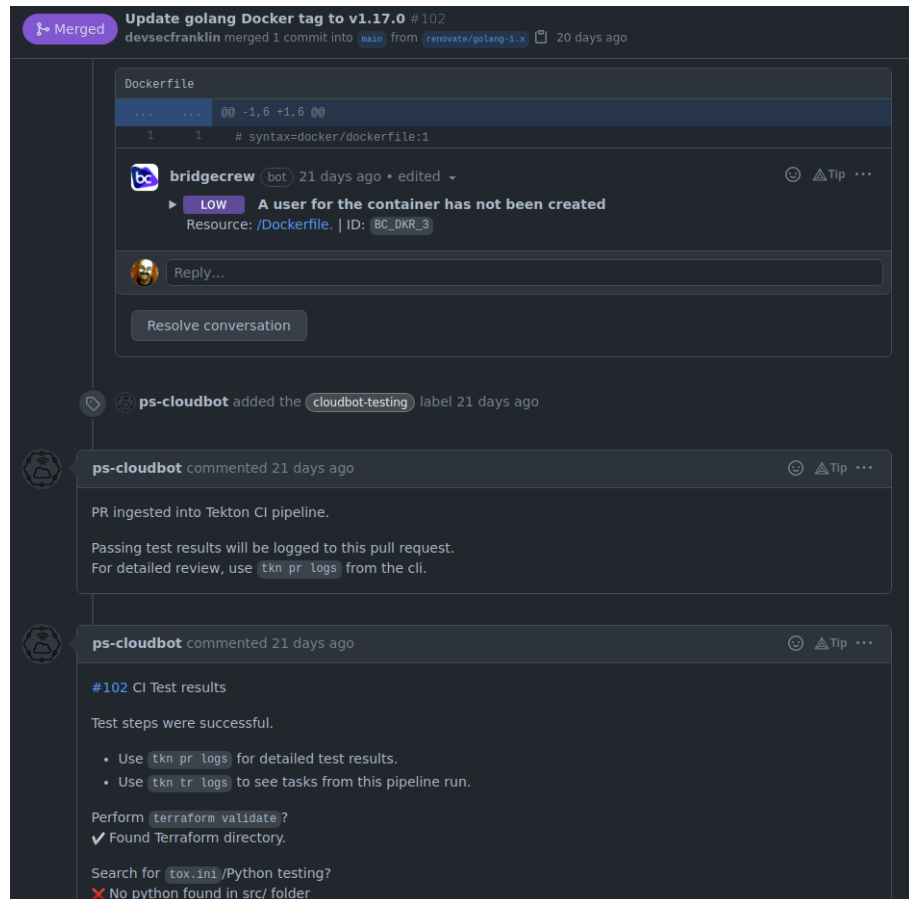 Merged
Update golang Docker tag to v1.17.0 #102
devsecfranklin merged 1 commit into main from renovate/golang-1.x 20 days ago
Dockerfile
... ... @@ -1,6 +1,6 @@
1 1 # syntax=docker/dockerfile:1
bc
bridgecrew bot 21 days ago • edited
Tip ...
LOW A user for the container has not been created
Resource: /Dockerfile. | ID: BC_DKR_3
Reply...
Resolve conversation
ps-cloudbot added the cloudbot-testing label 21 days ago
ps-cloudbot commented 21 days ago
Tip ...
PR ingested into Tekton CI pipeline.
Passing test results will be logged to this pull request.
For detailed review, use tkn pr logs from the cli.
ps-cloudbot commented 21 days ago
Tip ...
#102 CI Test results
Test steps were successful.
• Use tkn pr logs for detailed test results.
• Use tkn tr logs to see tasks from this pipeline run.
Perform terraform validate?
✔ Found Terraform directory.
Search for tox.ini/Python testing?
❌ No python found in src/ folder